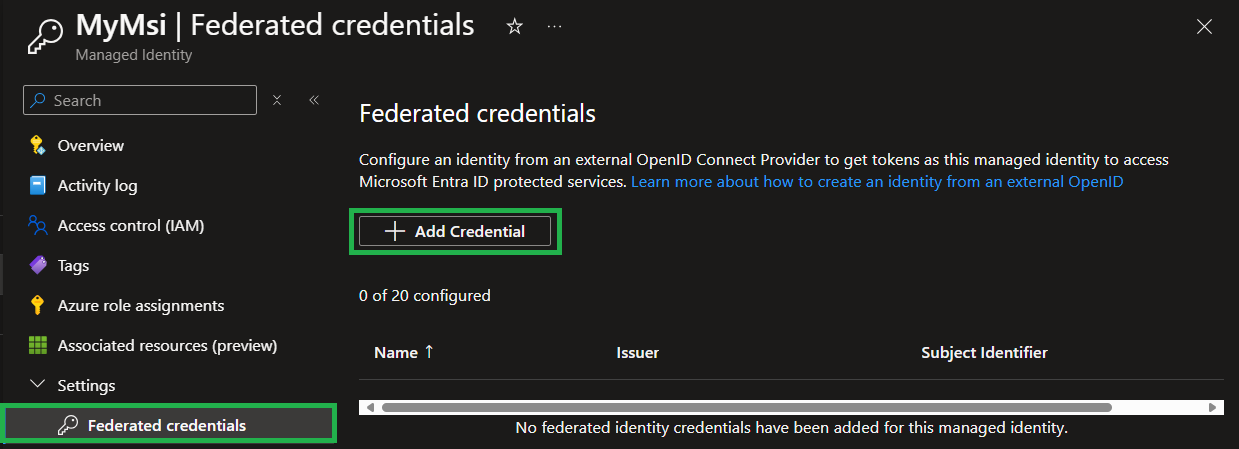 MyMsi | Federated credentials
Managed Identity
Search
Overview
Activity log
Access control (IAM)
Tags
Azure role assignments
Associated resources (preview)
Settings
Federated credentials
Federated credentials
Configure an identity from an external OpenID Connect Provider to get tokens as this managed identity to access
Microsoft Entra ID protected services. Learn more about how to create an identity from an external OpenID
Add Credential
0 of 20 configured
Name ↑ Issuer Subject Identifier
No federated identity credentials have been added for this managed identity.